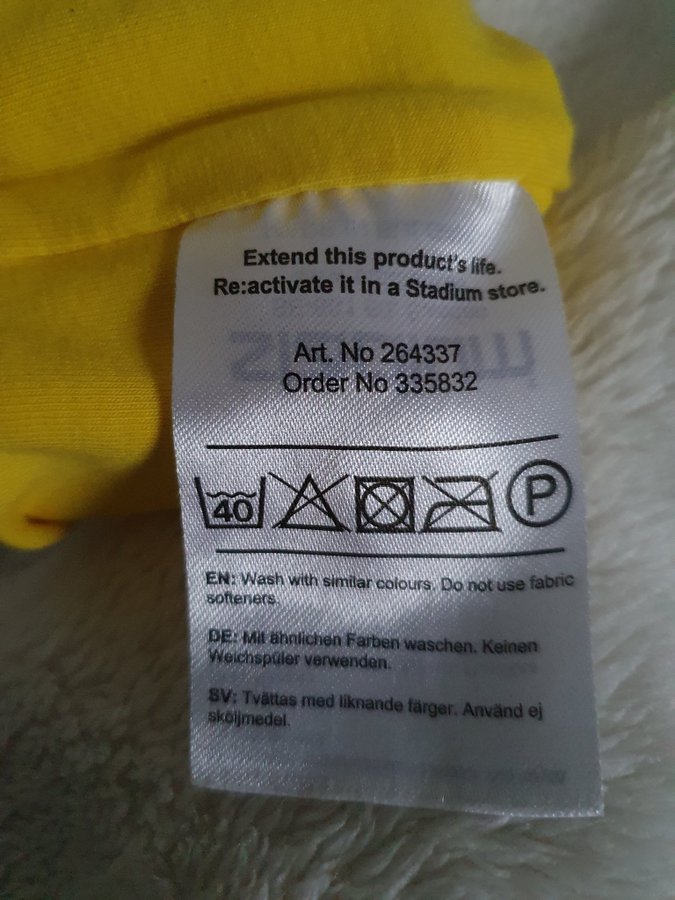 Extend this product's life.
Re:activate it in a Stadium store.
Art. No 264337
Order No 335832
40
P
EN: Wash with similar colours. Do not use fabric
softeners.
DE: Mit ähnlichen Farben waschen. Keinen
Weichspüler verwenden.
SV: Tvättas med liknande färger. Använd ej
sköljmedel.